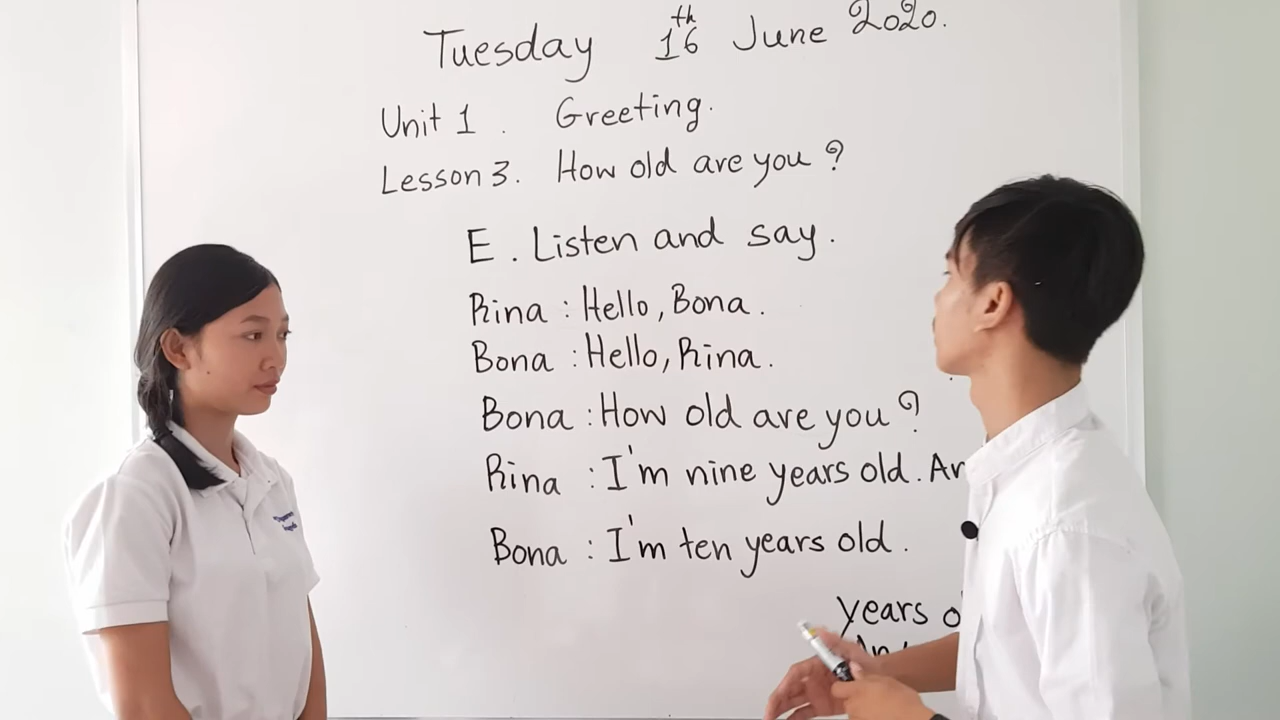 Tuesday 16th June 2020.
Unit 1. Greeting.
Lesson 3. How old are you?
E. Listen and say.
Rina : Hello, Bona.
Bona : Hello, Rina.
Bona : How old are you?
Rina : I'm nine years old.
Bona : I'm ten years old.
years